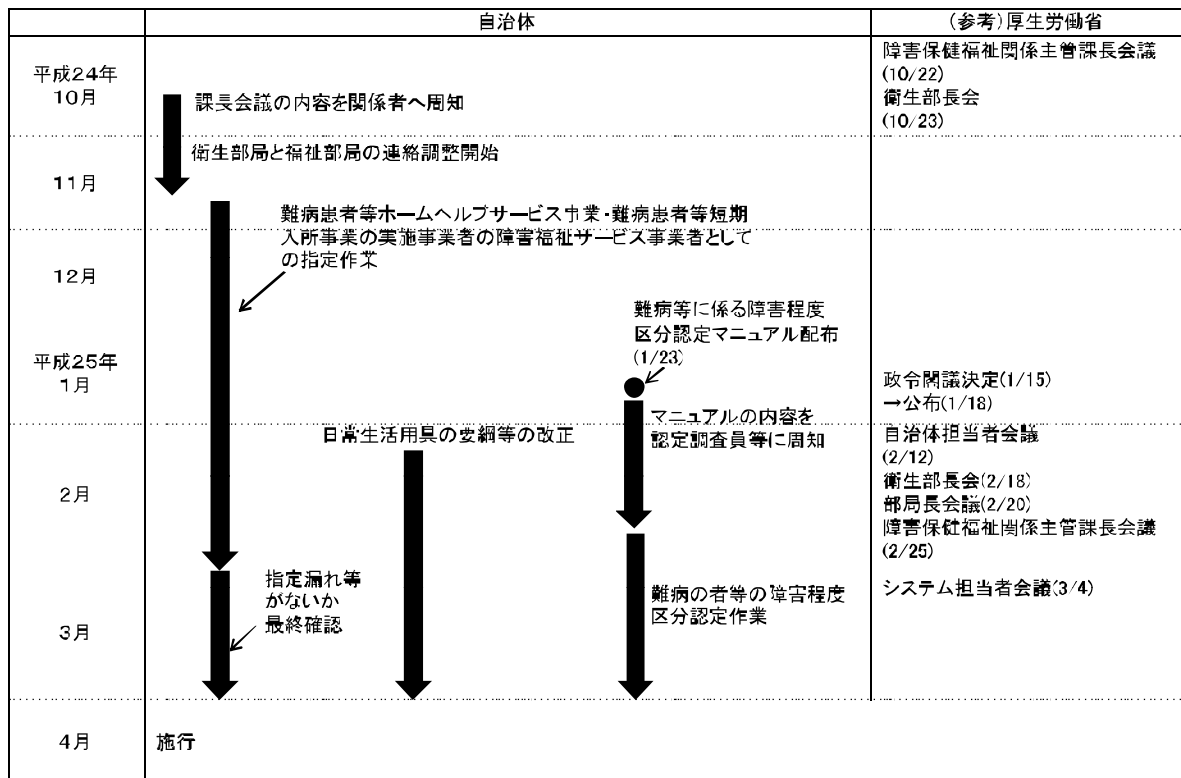 自治体
(参考)厚生労働省
平成24年
10月
課長会議の内容を関係者へ周知
障害保健福祉関係主管課長会議
(10/22)
衛生部長会
(10/23)
衛生部局と福祉部局の連絡調整開始
11月
難病患者等ホームヘルプサービス事業・難病患者等短期
入所事業の実施事業者の障害福祉サービス事業者として
の指定作業
12月
難病等に係る障害程度
区分認定マニュアル配布
(1/23)
平成25年
1月
政令閣議決定(1/15)
→公布(1/18)
マニュアルの内容を
認定調査員等に周知
日常生活用具の要綱等の改正
2月
自治体担当者会議
(2/12)
衛生部長会(2/18)
部局長会議(2/20)
障害保健福祉関係主管課長会議
(2/25)
指定漏れ等
がないか
最終確認
難病の者等の障害程度
区分認定作業
システム担当者会議(3/4)
3月
4月
施行